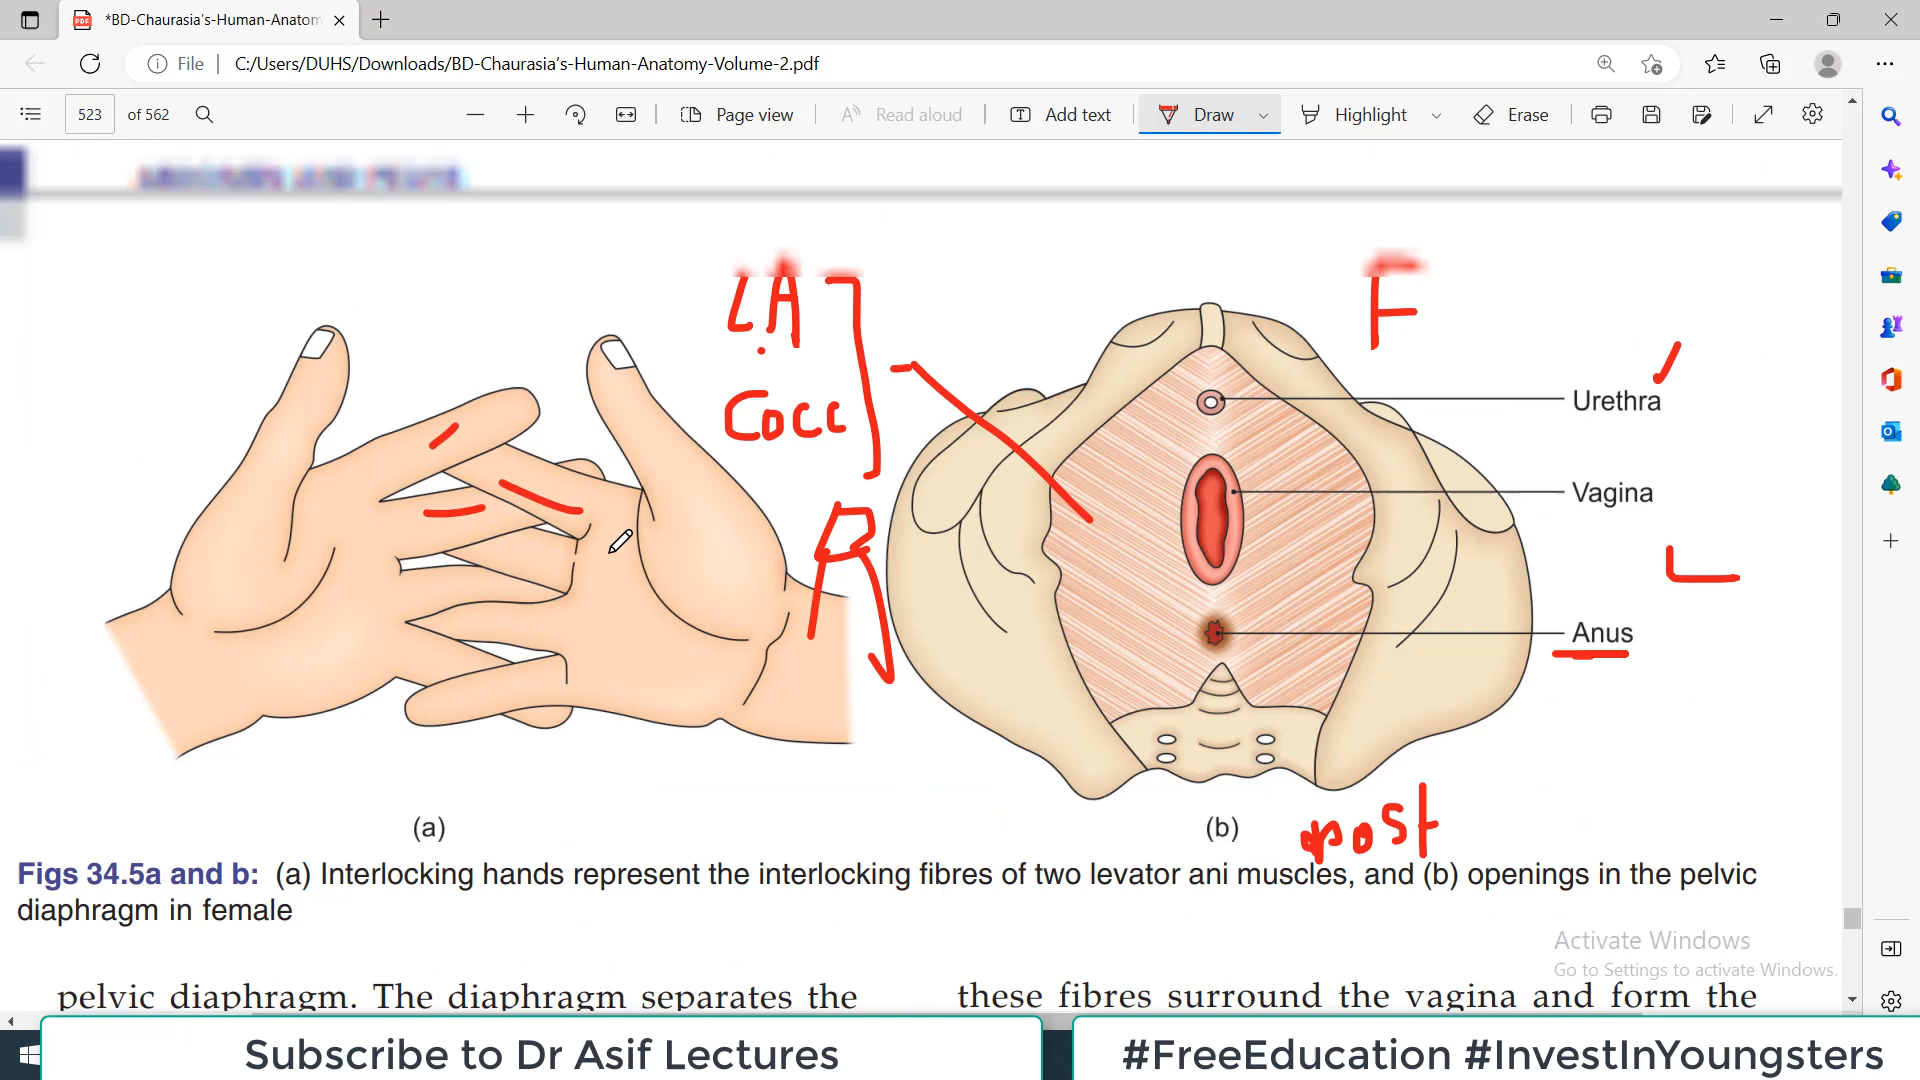 *BD-Chaurasia's-Human-Anatom
File
C:/Users/DUHS/Downloads/BD-Chaurasia's-Human-Anatomy-Volume-2.pdf
523 of 562
Page view
Read aloud
Add text
Draw
Highlight
Erase
LA
F
Cocc
Urethra
Vagina
Anus
post
(a)
(b)
Figs 34.5a and b: (a) Interlocking hands represent the interlocking fibres of two levator ani muscles, and (b) openings in the pelvic
diaphragm in female
Activate Windows
Go to Settings to activate Windows.
pelvic diaphragm. The diaphragm separates the
these fibres surround the vagina and form the
Subscribe to Dr Asif Lectures
#FreeEducation #InvestInYoungsters